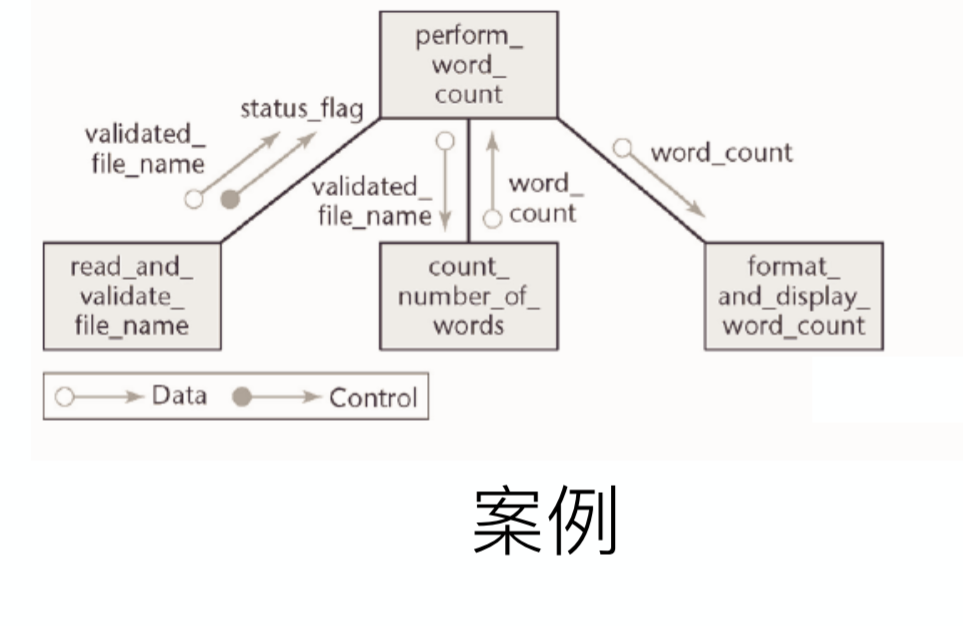 perform_
word_
count
status_flag
validated_
file_name
validated_
file_name
word_
count
word_count
read_and_
validate_
file_name
count_
number_of_
words
format_
and_display_
word_count
Data
Control
案例